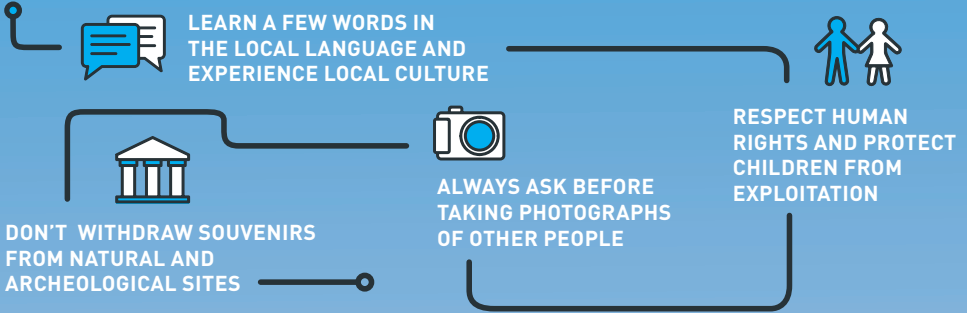 LEARN A FEW WORDS IN
THE LOCAL LANGUAGE AND
EXPERIENCE LOCAL CULTURE
RESPECT HUMAN
RIGHTS AND PROTECT
CHILDREN FROM
EXPLOITATION
ALWAYS ASK BEFORE
TAKING PHOTOGRAPHS
OF OTHER PEOPLE
DON'T WITHDRAW SOUVENIRS
FROM NATURAL AND
ARCHEOLOGICAL SITES